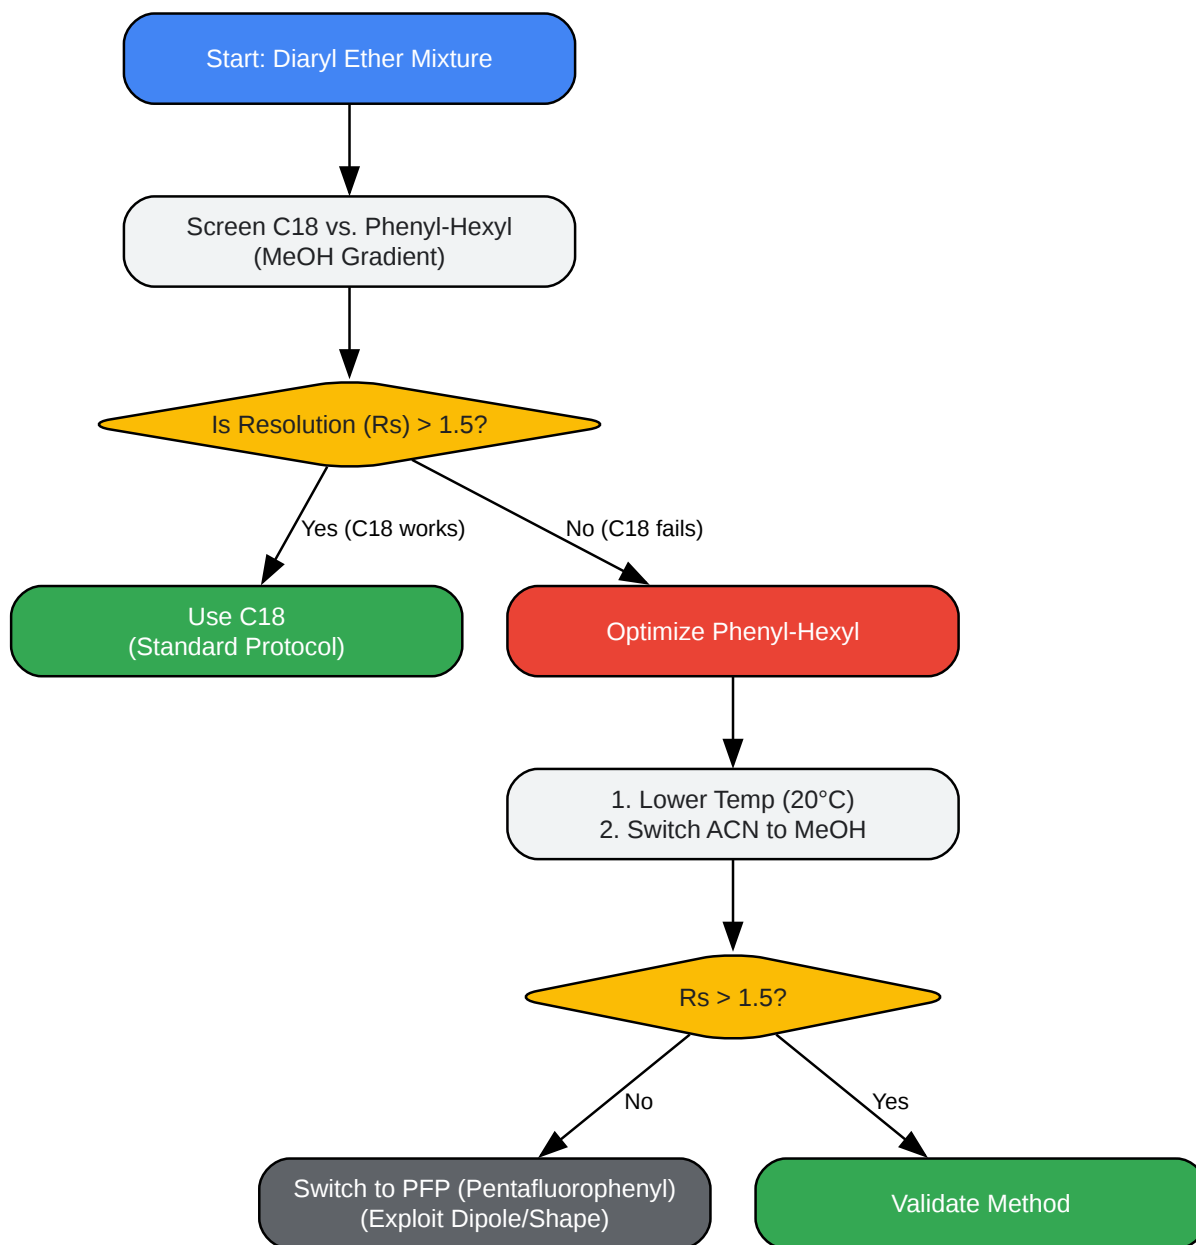 Start: Diaryl Ether Mixture
Screen C18 vs. Phenyl-Hexyl
(MeOH Gradient)
Is Resolution (Rs) > 1.5?
Yes (C18 works)
No (C18 fails)
Use C18
(Standard Protocol)
Optimize Phenyl-Hexyl
1. Lower Temp (20°C)
2. Switch ACN to MeOH
Rs > 1.5?
No
Yes
Switch to PFP (Pentafluorophenyl)
(Exploit Dipole/Shape)
Validate Method